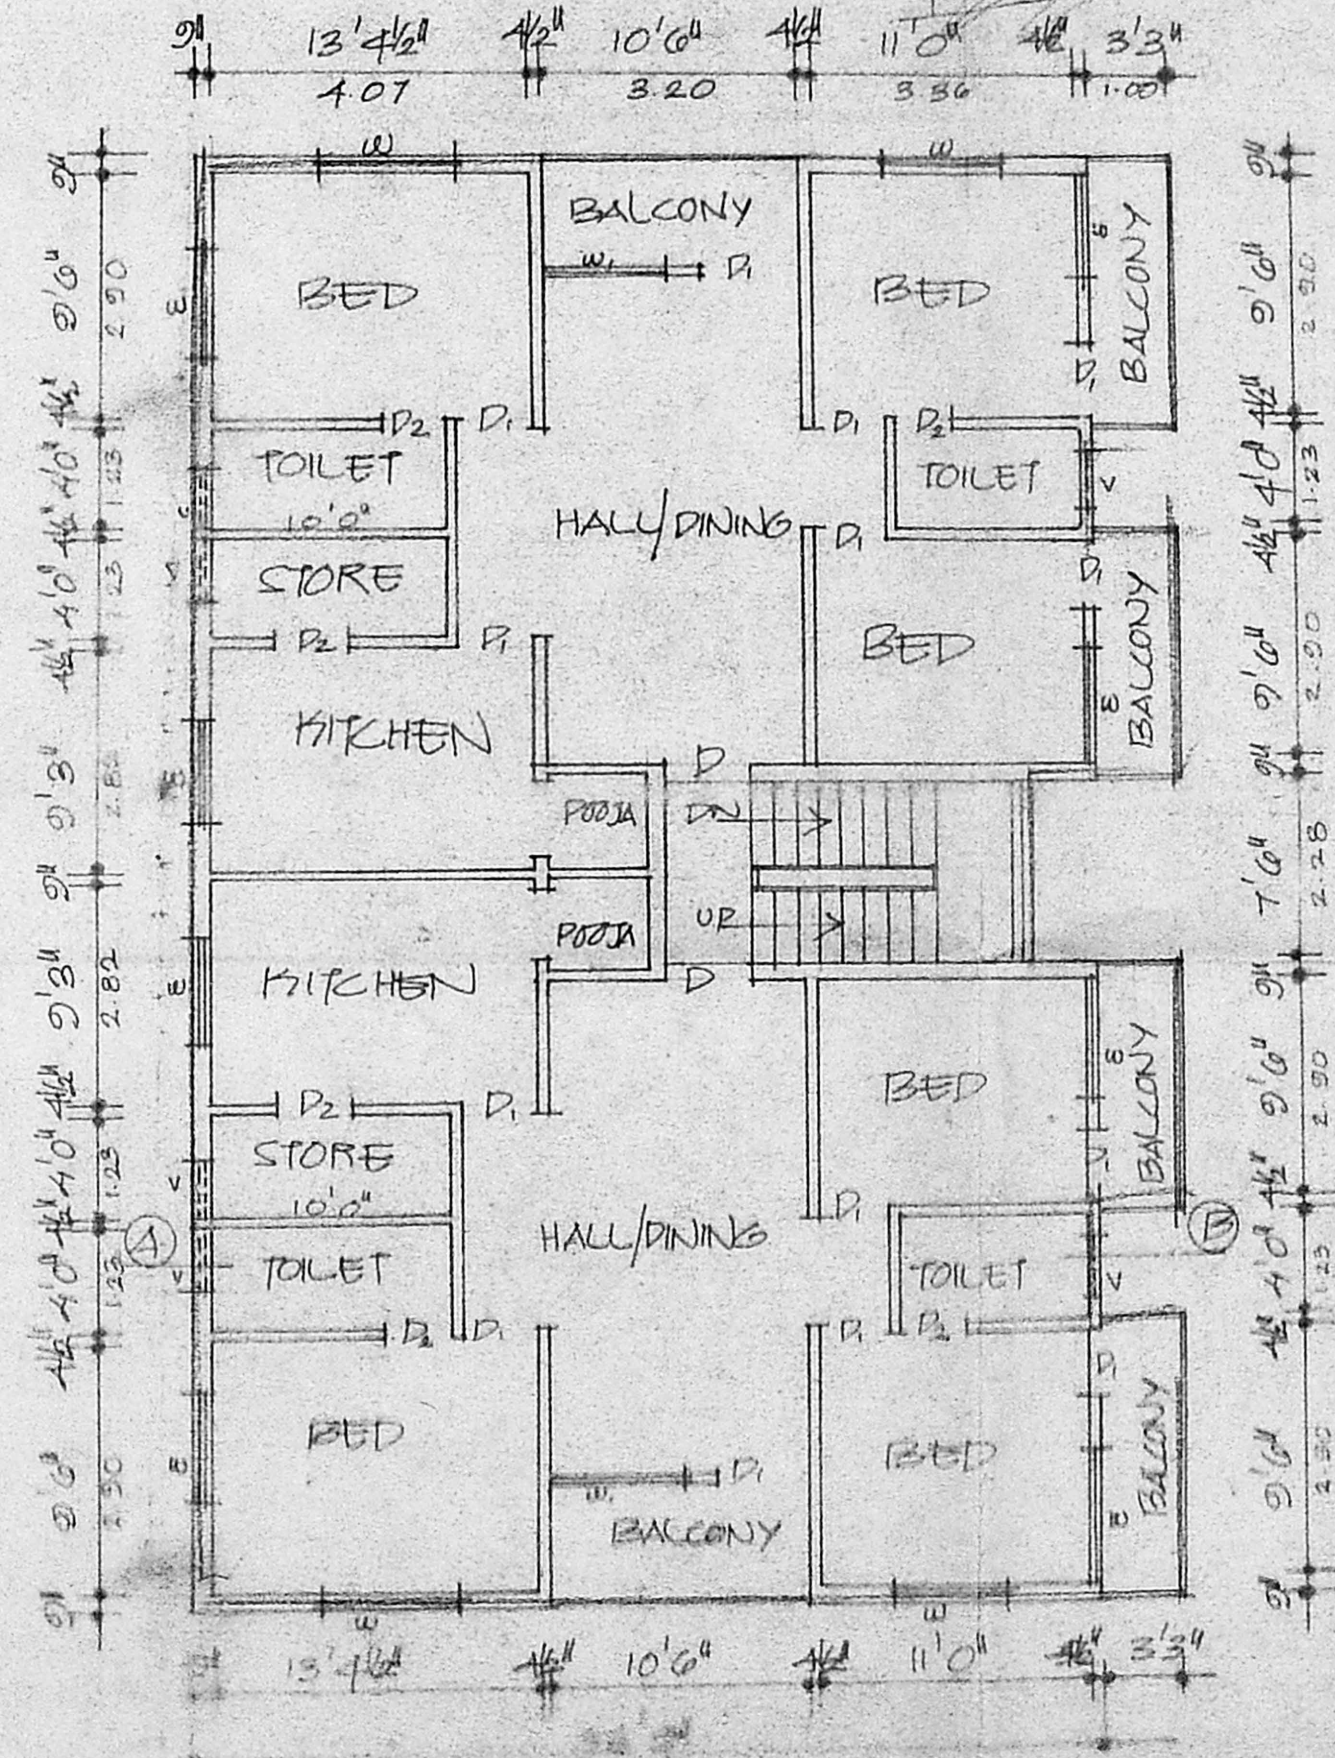 9" 13'4½" 4½" 10'6" 4½" 11'0" 4½" 3'3"
4.07 3.20 3.36 1.00
9" W W 9"
BALCONY
W1 D1
9'6" 2.90 W BED BED W BALCONY 9'6" 2.90
D1
4½" D2 D1 D1 D2 4½"
4'0" 1.23 TOILET TOILET V 4'0" 1.23
10'0"
4½" HALL/DINING D1 4½"
4'0" 1.23 V STORE D1
D2 D1
4½" BED BALCONY 9'6" 2.90
W
KITCHEN
9'3" 2.82 W D 9"
POOJA DN
9" 7'6" 2.28
POOJA UP
KITCHEN D 9"
9'3" 2.82 W
BED W BALCONY 9'6" 2.90
4½" D2 D1
4'0" 1.23 V STORE D1 4½"
10'0"
4½" A HALL/DINING B
4'0" 1.23 V TOILET TOILET V 4'0" 1.23
4½" D2 D1 D1 D2 4½"
D1
9'6" 2.90 W BED BED W BALCONY 9'6" 2.90
W1 D1
BALCONY
9" W W 9"
13'4½" 4½" 10'6" 4½" 11'0" 4½" 3'3"